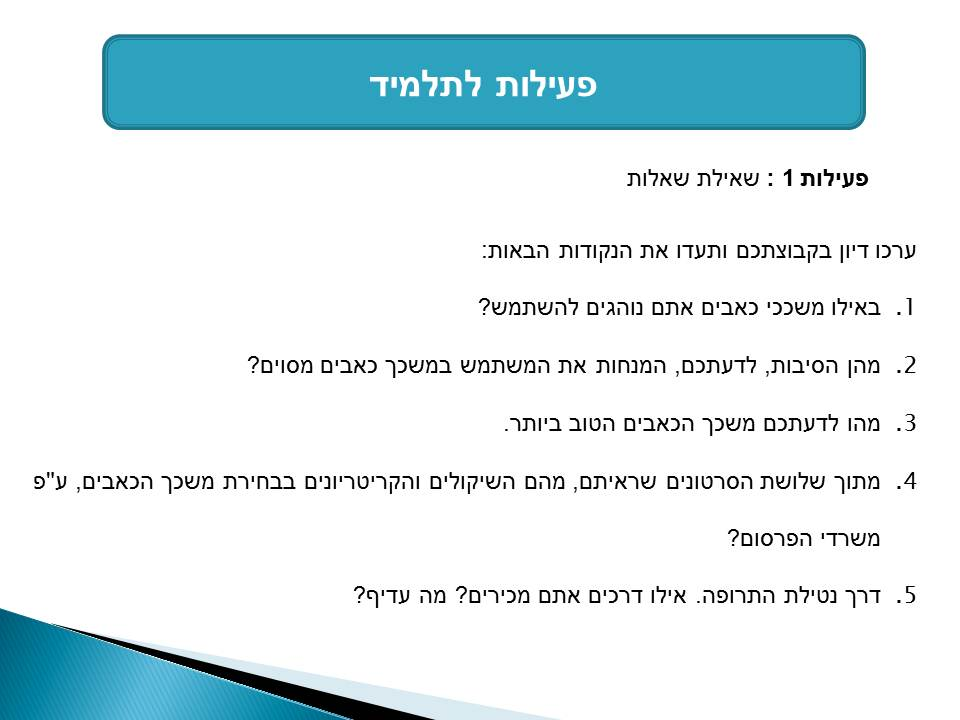 פעילות לתלמיד
פעילות 1 : שאילת שאלות
ערכו דיון בקבוצתכם ותעדו את הנקודות הבאות:
1. באילו משככי כאבים אתם נוהגים להשתמש?
2. מהן הסיבות, לדעתכם, המנחות את המשתמש במשכך כאבים מסוים?
3. מהו לדעתכם משכך הכאבים הטוב ביותר.
4. מתוך שלושת הסרטונים שראיתם, מהם השיקולים והקריטריונים בבחירת משכך הכאבים, ע"פ
משרדי הפרסום?
5. דרך נטילת התרופה. אילו דרכים אתם מכירים? מה עדיף?